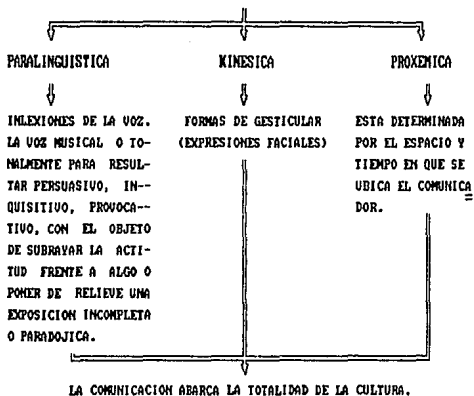 PARALINGUISTICA
KINESICA
PROXEMICA
INLEXIONES DE LA VOZ.
LA VOZ MUSICAL O TO-
NALMENTE PARA RESUL-
TAR PERSUASIVO, IN--
QUISITIVO, PROVOCA--
TIVO, CON EL OBJETO
DE SUBRAYAR LA ACTI-
TUD FRENTE A ALGO O
PONER DE RELIEVE UNA
EXPOSICION INCOMPLETA
O PARADOJICA.
FORMAS DE GESTICULAR
(EXPRESIONES FACIALES)
ESTA DETERMINADA
POR EL ESPACIO Y
TIEMPO EN QUE SE
UBICA EL COMUNICA
DOR.
LA COMUNICACION ABARCA LA TOTALIDAD DE LA CULTURA.